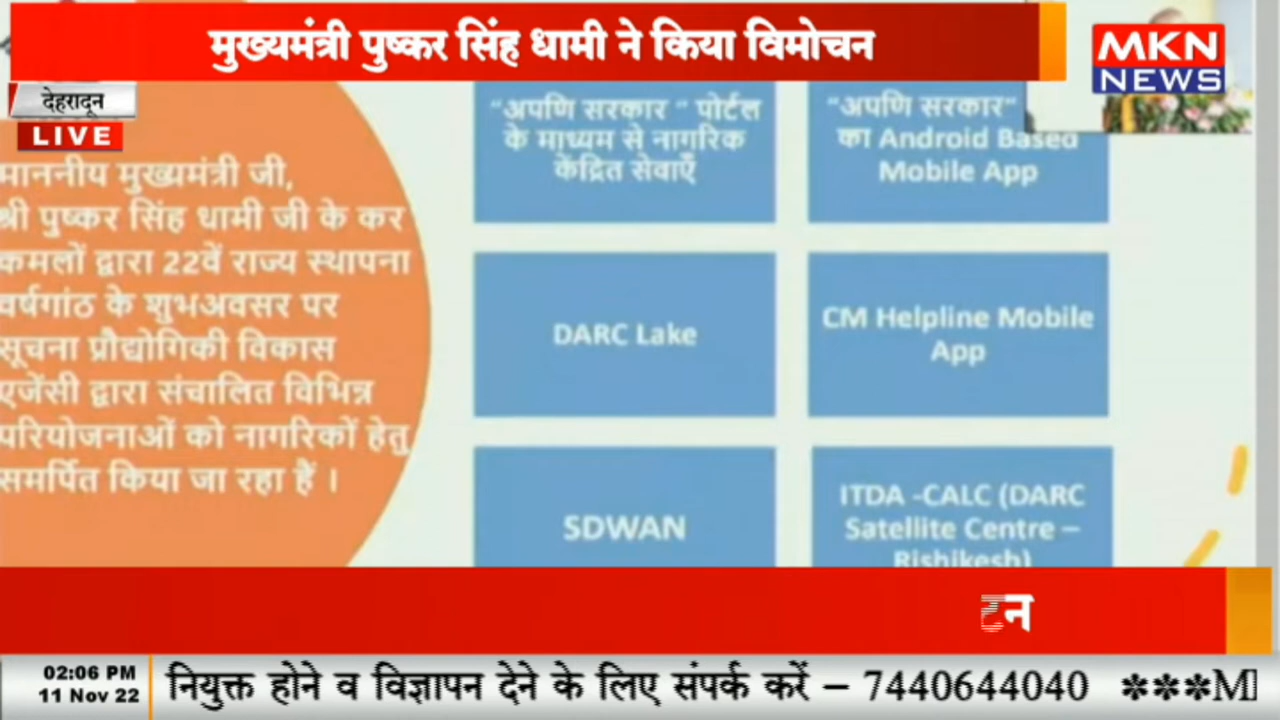 मुख्यमंत्री पुष्कर सिंह धामी ने किया विमोचन
MKN
NEWS
देहरादून
LIVE
माननीय मुख्यमंत्री जी,
श्री पुष्कर सिंह धामी जी के कर
कमलों द्वारा 22वें राज्य स्थापना
वर्षगांठ के शुभअवसर पर
सूचना प्रौद्योगिकी विकास
एजेंसी द्वारा संचालित विभिन्न
परियोजनाओं को नागरिकों हेतु
समर्पित किया जा रहा है ।
“अपणि सरकार ” पोर्टल
के माध्यम से नागरिक
केंद्रित सेवाएँ
“अपणि सरकार“
का Android Based
Mobile App
DARC Lake
CM Helpline Mobile
App
SDWAN
ITDA -CALC (DARC
Satellite Centre –
Rishikesh)
02:06 PM
11 Nov 22
नियुक्त होने व विज्ञापन देने के लिए संपर्क करें – 7440644040 ***M